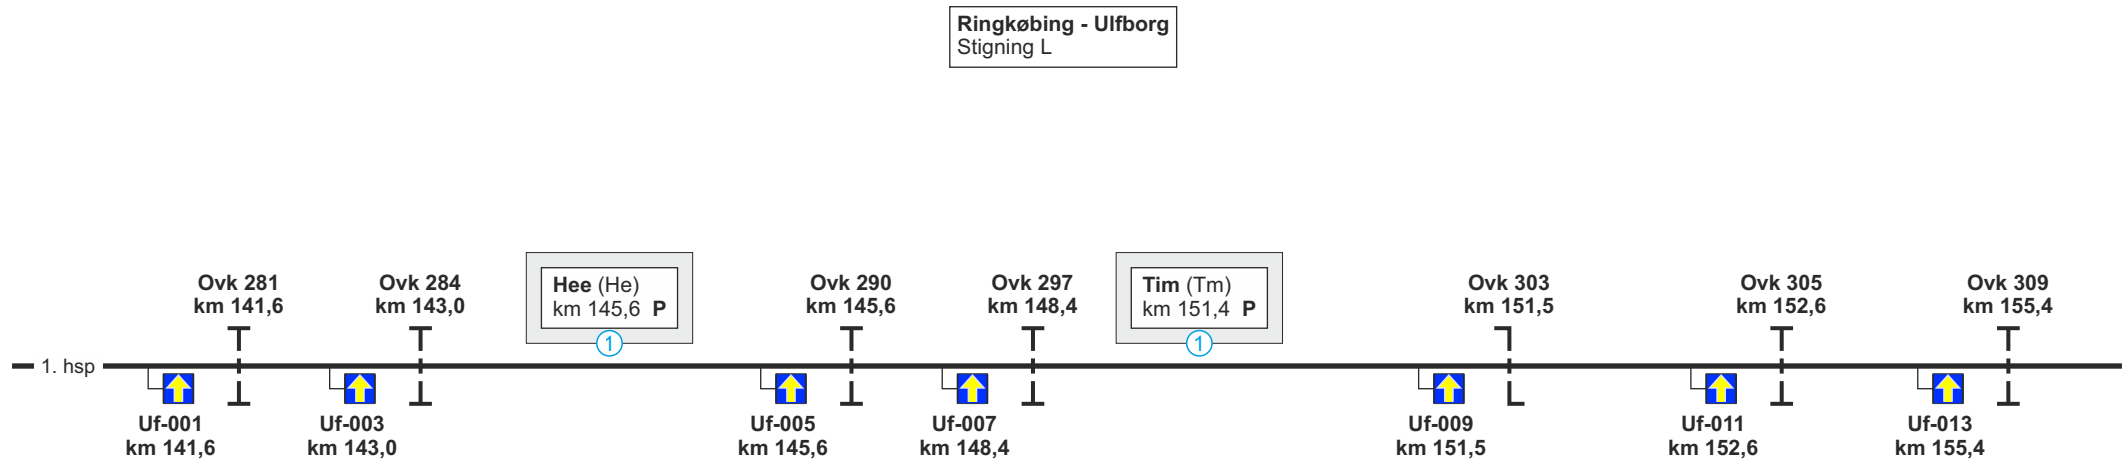 Ringkøbing - Ulfborg
Stigning L
Ovk 281
km 141,6
Ovk 284
km 143,0
Hee (He)
km 145,6 P
1
Ovk 290
km 145,6
Ovk 297
km 148,4
Tim (Tm)
km 151,4 P
1
Ovk 303
km 151,5
Ovk 305
km 152,6
Ovk 309
km 155,4
1. hsp
Uf-001
km 141,6
Uf-003
km 143,0
Uf-005
km 145,6
Uf-007
km 148,4
Uf-009
km 151,5
Uf-011
km 152,6
Uf-013
km 155,4